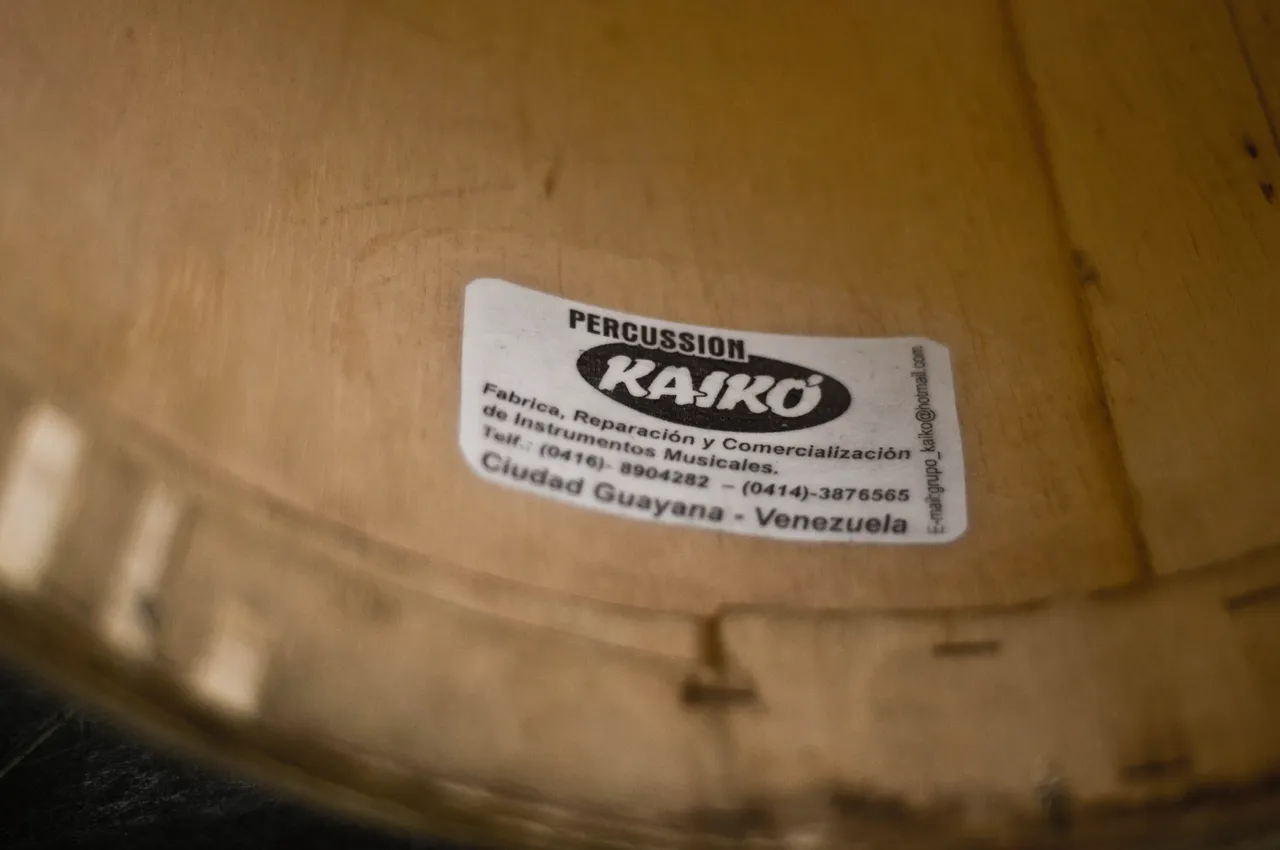 PERCUSSION
KAIKÓ
Fabrica, Reparación y Comercialización
de Instrumentos Musicales.
Telf.: (0416)- 8904282 – (0414)-3876565
Ciudad Guayana - Venezuela
E-mail:grupo_kaiko@hotmail.com